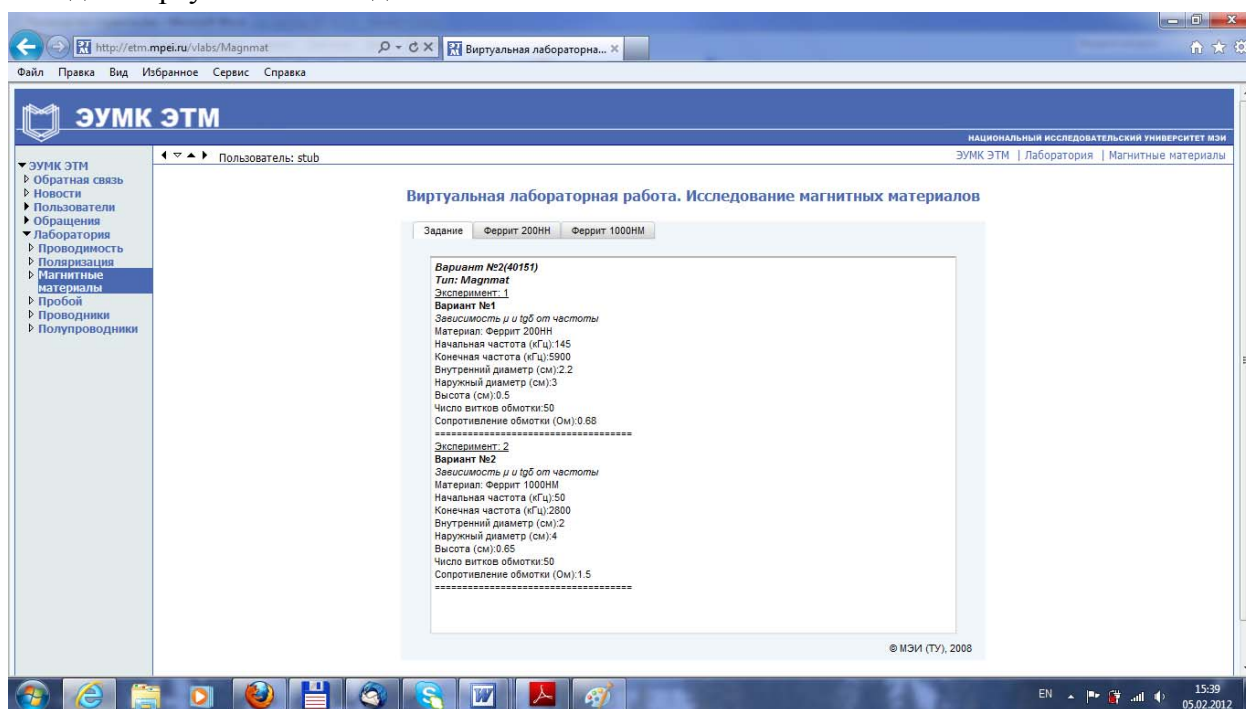 http://etm.mpei.ru/vlabs/Magnmat
Виртуальная лабораторна...
Файл Правка Вид Избранное Сервис Справка
ЭУМК ЭТМ
НАЦИОНАЛЬНЫЙ ИССЛЕДОВАТЕЛЬСКИЙ УНИВЕРСИТЕТ МЭИ
Пользователь: stub
ЭУМК ЭТМ | Лаборатория | Магнитные материалы
ЭУМК ЭТМ
Обратная связь
Новости
Пользователи
Обращения
Лаборатория
Проводимость
Поляризация
Магнитные
материалы
Пробой
Проводники
Полупроводники
Виртуальная лабораторная работа. Исследование магнитных материалов
Задание Феррит 200НН Феррит 1000НМ
Вариант №2(40151)
Тип: Magnmat
Эксперимент: 1
Вариант №1
Зависимость μ и tgδ от частоты
Материал: Феррит 200НН
Начальная частота (кГц):145
Конечная частота (кГц):5900
Внутренний диаметр (см):2.2
Наружный диаметр (см):3
Высота (см):0.5
Число витков обмотки:50
Сопротивление обмотки (Ом):0.68
====================================
Эксперимент: 2
Вариант №2
Зависимость μ и tgδ от частоты
Материал: Феррит 1000НМ
Начальная частота (кГц):50
Конечная частота (кГц):2800
Внутренний диаметр (см):2
Наружный диаметр (см):4
Высота (см):0.65
Число витков обмотки:50
Сопротивление обмотки (Ом):1.5
====================================
© МЭИ (ТУ), 2008
EN
15:39
05.02.2012